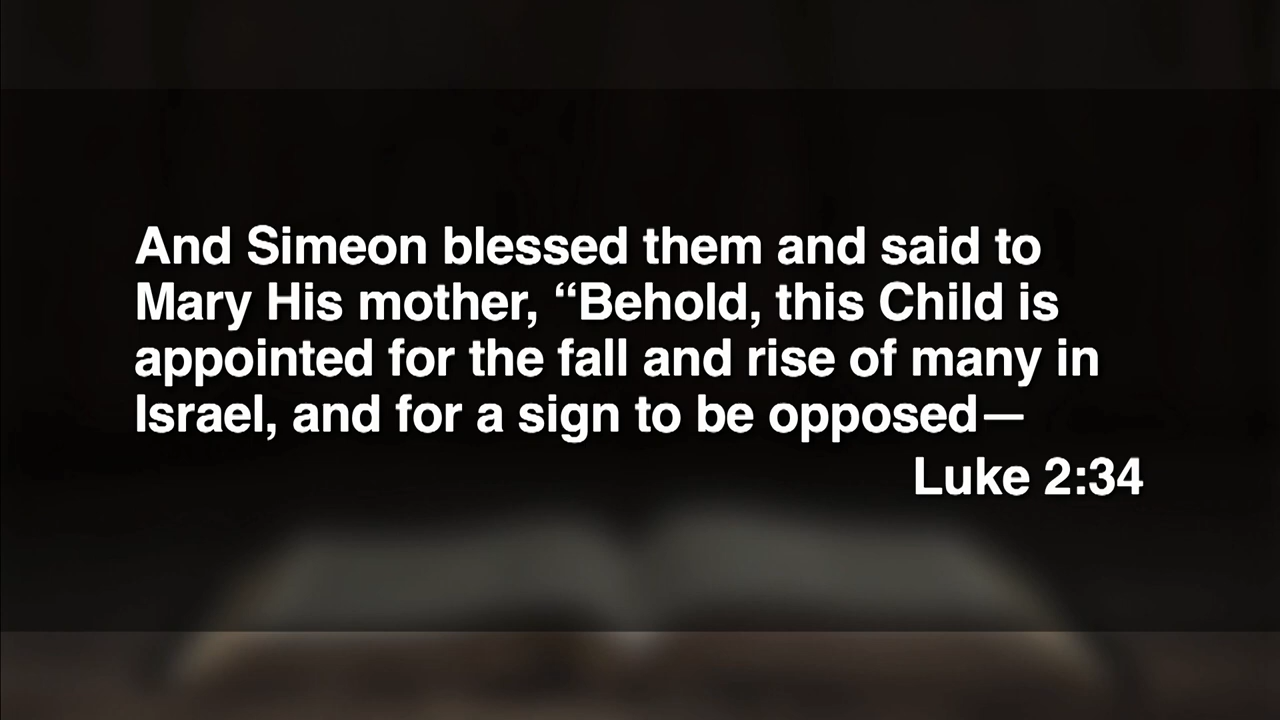 And Simeon blessed them and said to
Mary His mother, “Behold, this Child is
appointed for the fall and rise of many in
Israel, and for a sign to be opposed—
Luke 2:34